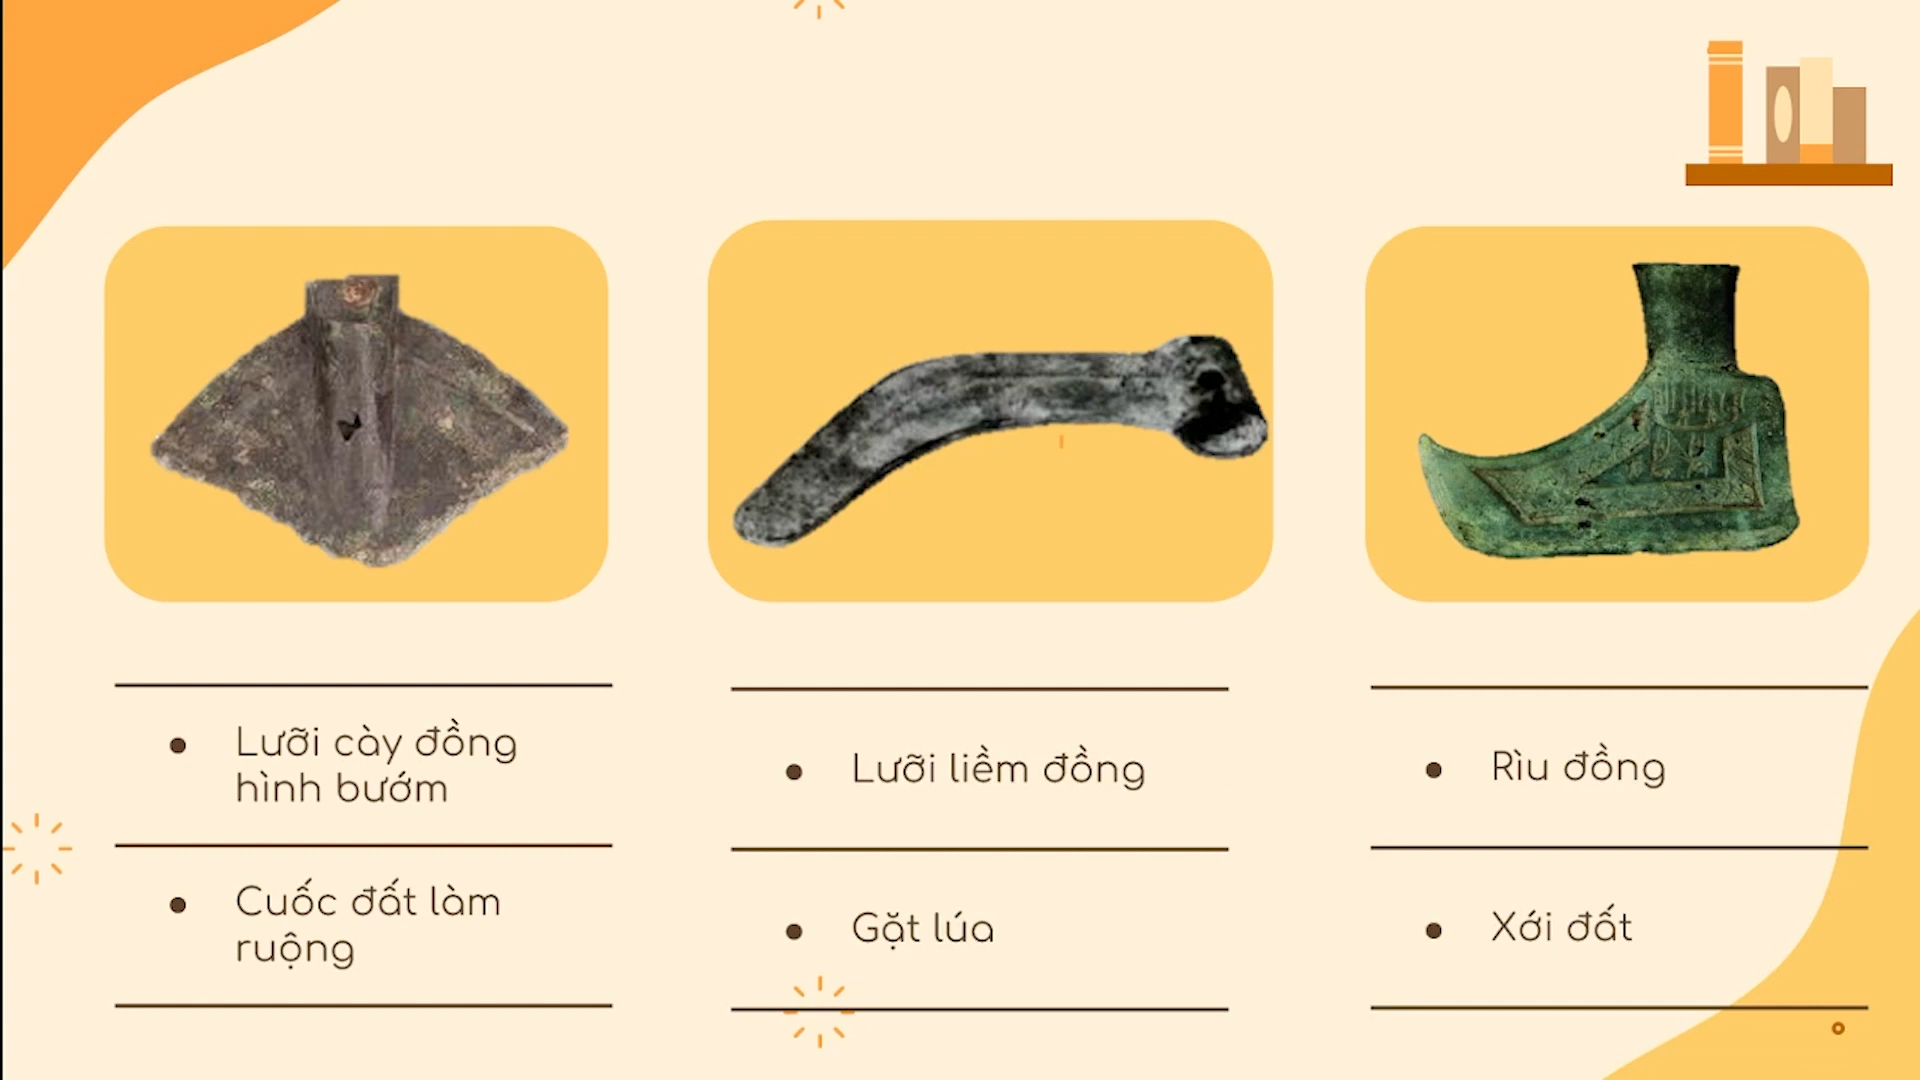 Lưỡi cày đồng
hình bướm
Cuốc đất làm
ruộng
Lưỡi liềm đồng
Gặt lúa
Rìu đồng
Xới đất